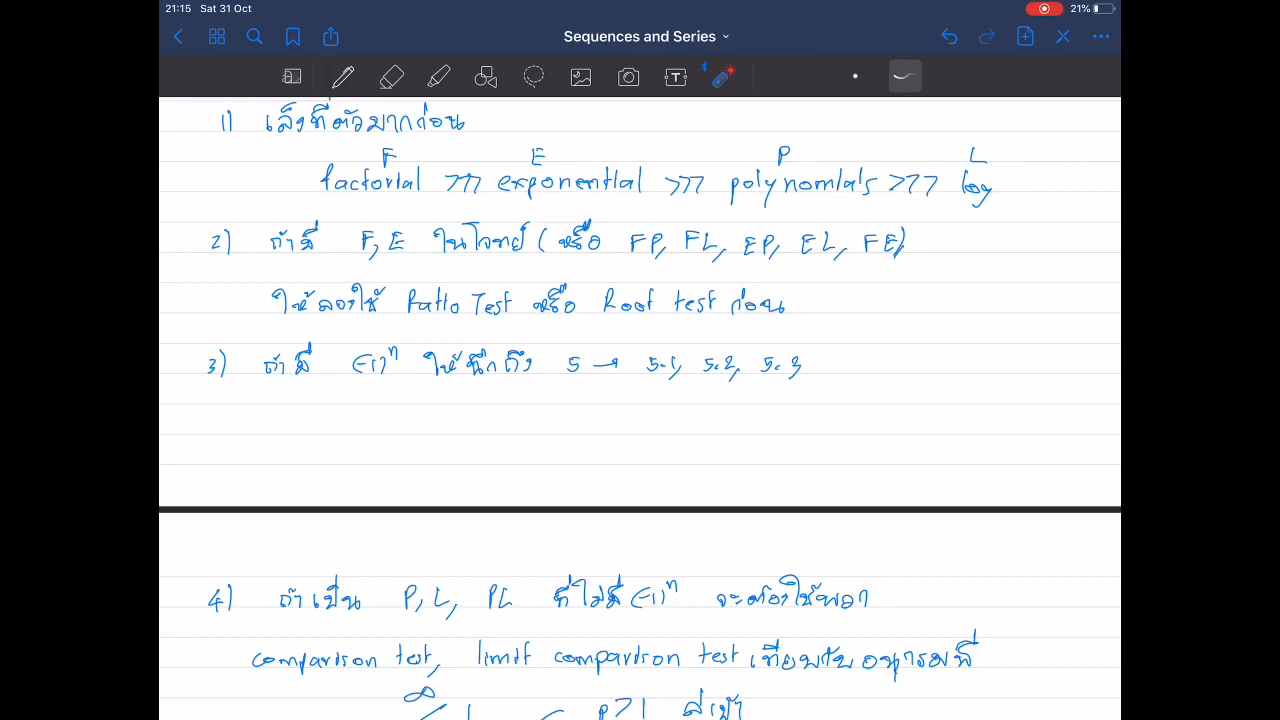 21:15 Sat 31 Oct 21%
Sequences and Series
1) เล็งที่ตัวมากก่อน
F E P L
factorial >>> exponential >>> polynomials >>> log
2) ถ้ามี F, E ในโจทย์ (หรือ FP, FL, EP, EL, FE)
ให้ลองใช้ Ratio Test หรือ Root test ก่อน
3) ถ้ามี (-1)ⁿ ให้นึกถึง 5 → 5.1, 5.2, 5.3
4) ถ้าเป็น P, L, PL ที่ไม่มี (-1)ⁿ จะต้องใช้พวก
comparison test, limit comparison test เทียบกับอนุกรมพี
∞ 1 P>1 ลู่เข้า